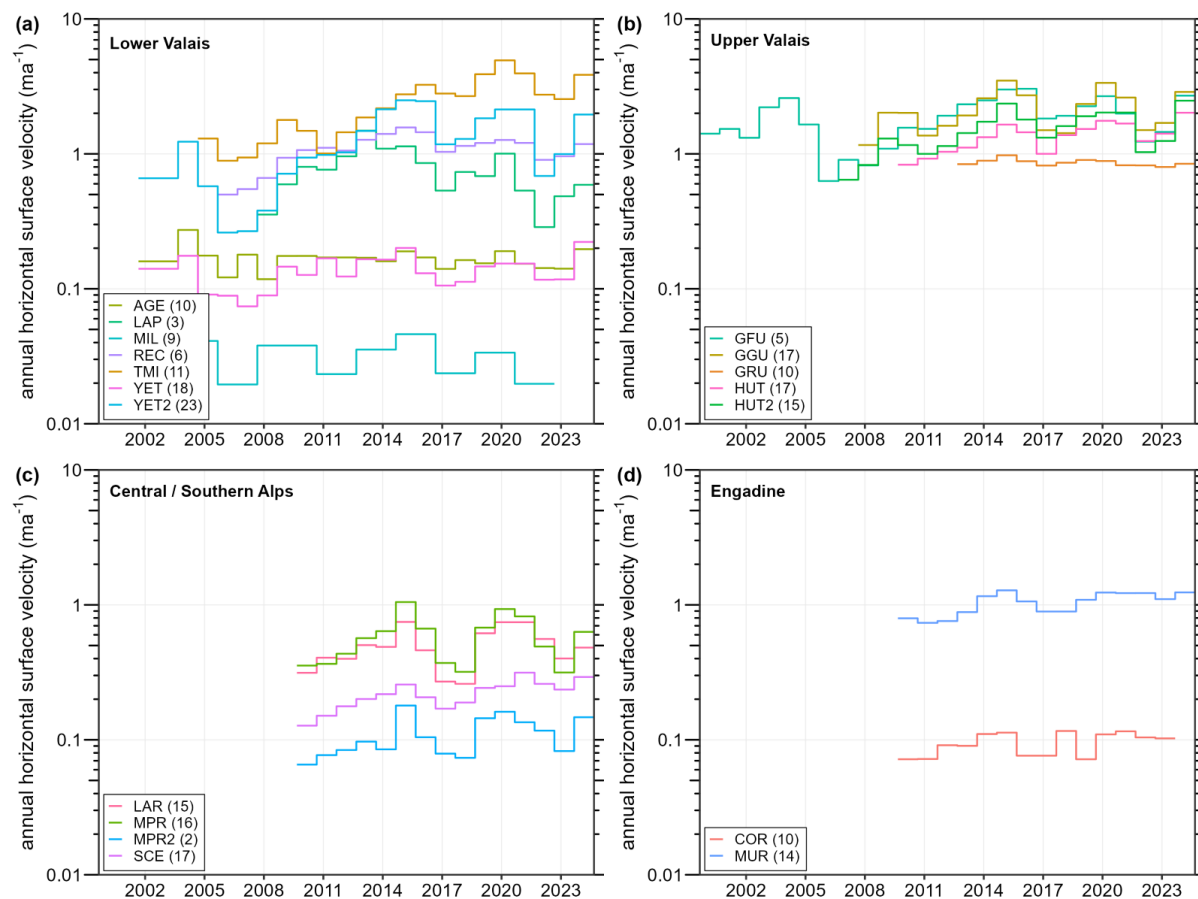 (a)
Lower Valais
annual horizontal surface velocity (ma⁻¹)
10
1
0.1
0.01
AGE (10)
LAP (3)
MIL (9)
REC (6)
TMI (11)
YET (18)
YET2 (23)
2002 2005 2008 2011 2014 2017 2020 2023
(b)
Upper Valais
annual horizontal surface velocity (ma⁻¹)
10
1
0.1
0.01
GFU (5)
GGU (17)
GRU (10)
HUT (17)
HUT2 (15)
2002 2005 2008 2011 2014 2017 2020 2023
(c)
Central / Southern Alps
annual horizontal surface velocity (ma⁻¹)
10
1
0.1
0.01
LAR (15)
MPR (16)
MPR2 (2)
SCE (17)
2002 2005 2008 2011 2014 2017 2020 2023
(d)
Engadine
annual horizontal surface velocity (ma⁻¹)
10
1
0.1
0.01
COR (10)
MUR (14)
2002 2005 2008 2011 2014 2017 2020 2023